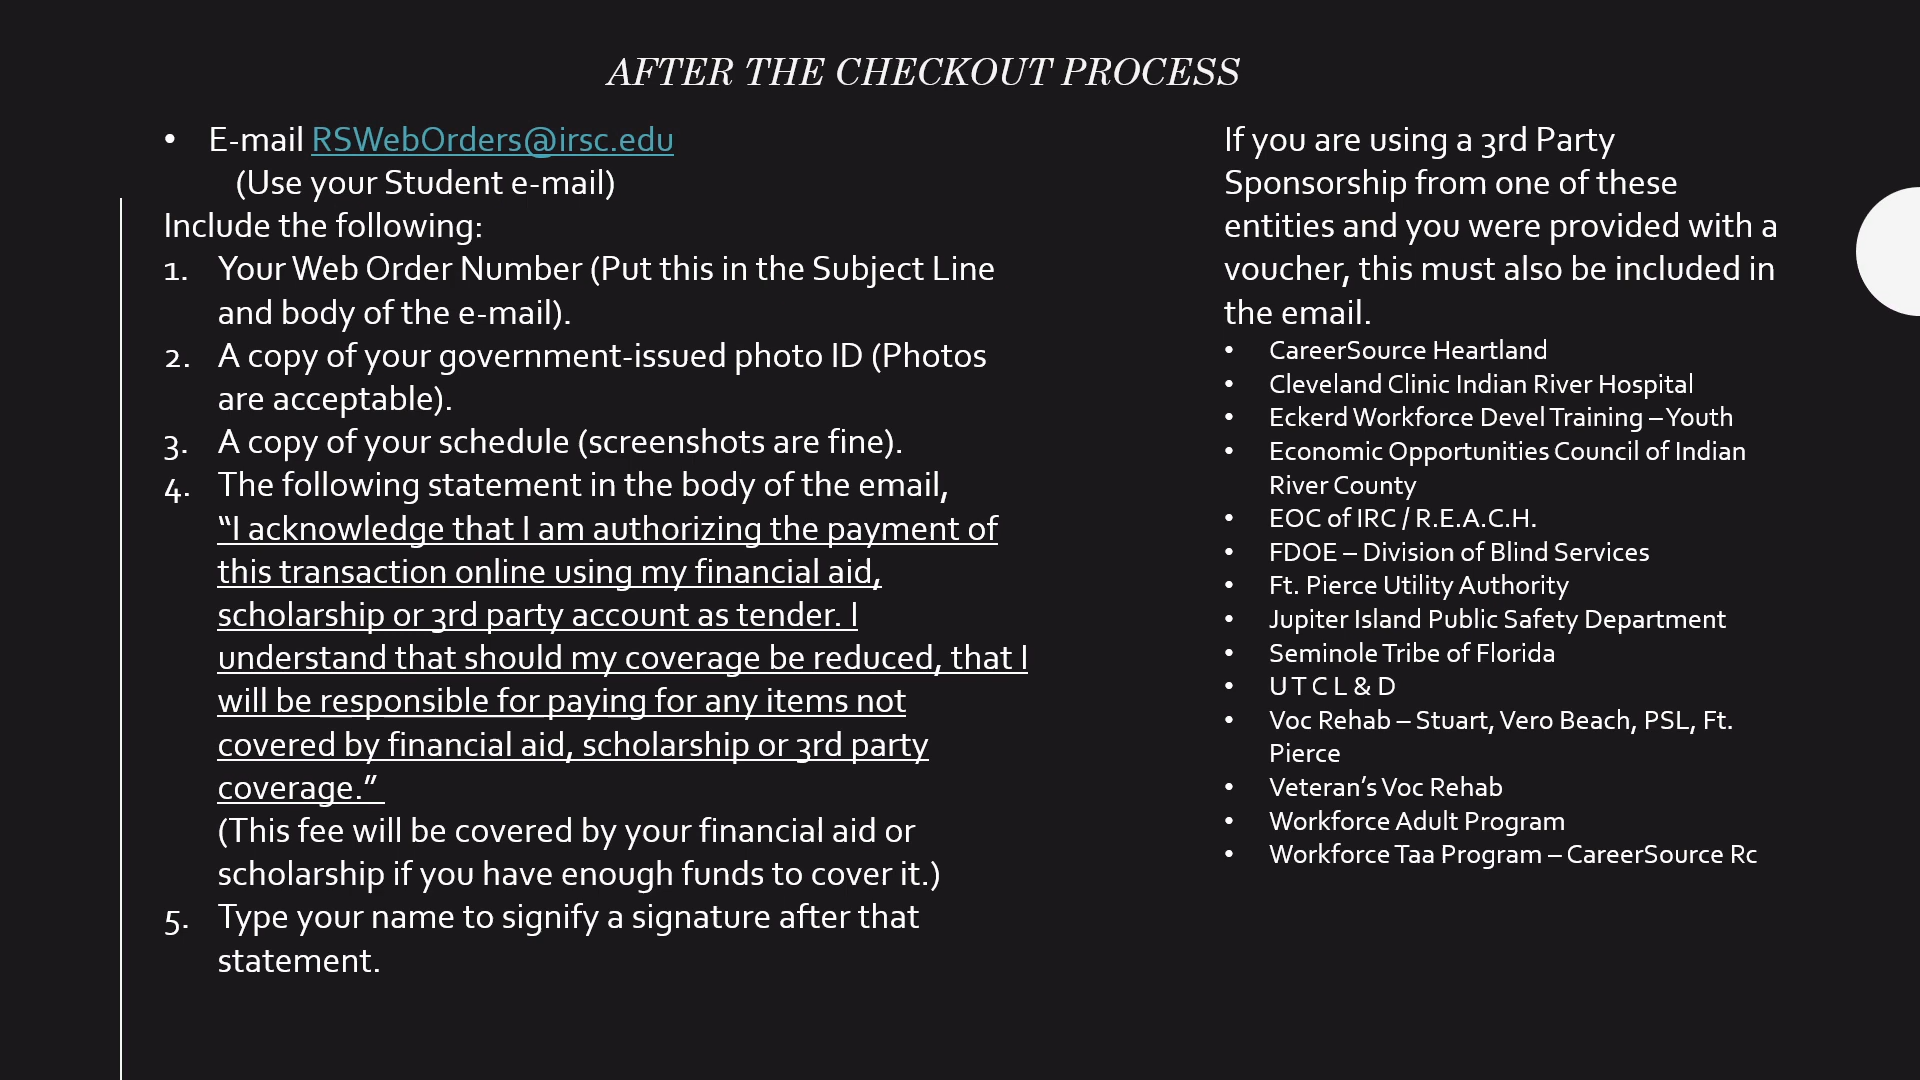 AFTER THE CHECKOUT PROCESS
• E-mail RSWebOrders@irsc.edu
(Use your Student e-mail)
Include the following:
1. Your Web Order Number (Put this in the Subject Line
and body of the e-mail).
2. A copy of your government-issued photo ID (Photos
are acceptable).
3. A copy of your schedule (screenshots are fine).
4. The following statement in the body of the email,
“I acknowledge that I am authorizing the payment of
this transaction online using my financial aid,
scholarship or 3rd party account as tender. I
understand that should my coverage be reduced, that I
will be responsible for paying for any items not
covered by financial aid, scholarship or 3rd party
coverage.”
(This fee will be covered by your financial aid or
scholarship if you have enough funds to cover it.)
5. Type your name to signify a signature after that
statement.
If you are using a 3rd Party
Sponsorship from one of these
entities and you were provided with a
voucher, this must also be included in
the email.
• CareerSource Heartland
• Cleveland Clinic Indian River Hospital
• Eckerd Workforce Devel Training – Youth
• Economic Opportunities Council of Indian
River County
• EOC of IRC / R.E.A.C.H.
• FDOE – Division of Blind Services
• Ft. Pierce Utility Authority
• Jupiter Island Public Safety Department
• Seminole Tribe of Florida
• U T C L & D
• Voc Rehab – Stuart, Vero Beach, PSL, Ft.
Pierce
• Veteran’s Voc Rehab
• Workforce Adult Program
• Workforce Taa Program – CareerSource Rc